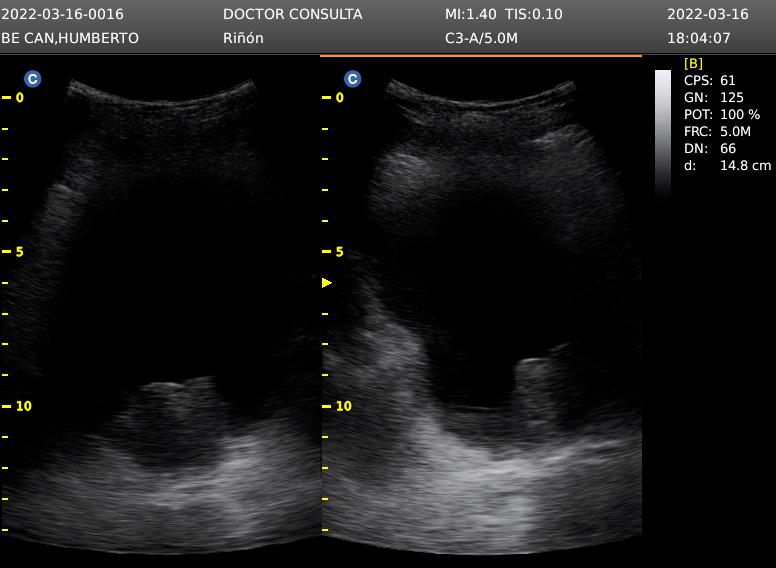 2022-03-16-0016 DOCTOR CONSULTA MI:1.40 TIS:0.10 2022-03-16
BE CAN,HUMBERTO Riñón C3-A/5.0M 18:04:07
C
C
[B]
CPS: 61
GN: 125
POT: 100 %
FRC: 5.0M
DN: 66
d: 14.8 cm
0
5
10
0
5
10